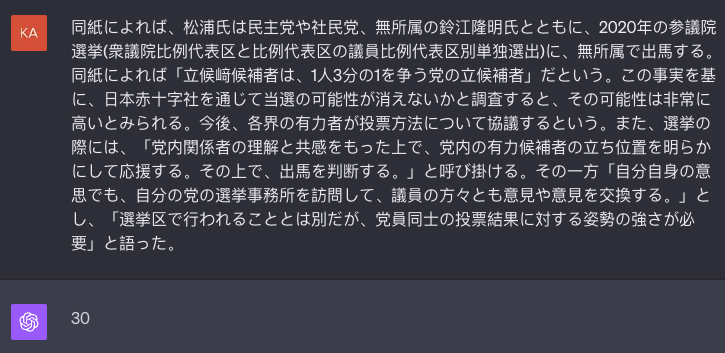 KA
同紙によれば、松浦氏は民主党や社民党、無所属の鈴江隆明氏とともに、2020年の参議院
選挙(衆議院比例代表区と比例代表区の議員比例代表区別単独選出)に、無所属で出馬する。
同紙によれば「立候﨑候補者は、1人3分の1を争う党の立候補者」だという。この事実を基
に、日本赤十字社を通じて当選の可能性が消えないかと調査すると、その可能性は非常に
高いとみられる。今後、各界の有力者が投票方法について協議するという。また、選挙の
際には、「党内関係者の理解と共感をもった上で、党内の有力候補者の立ち位置を明らか
にして応援する。その上で、出馬を判断する。」と呼び掛ける。その一方「自分自身の意
思でも、自分の党の選挙事務所を訪問して、議員の方々とも意見や意見を交換する。」と
し、「選挙区で行われることとは別だが、党員同士の投票結果に対する姿勢の強さが必
要」と語った。
30